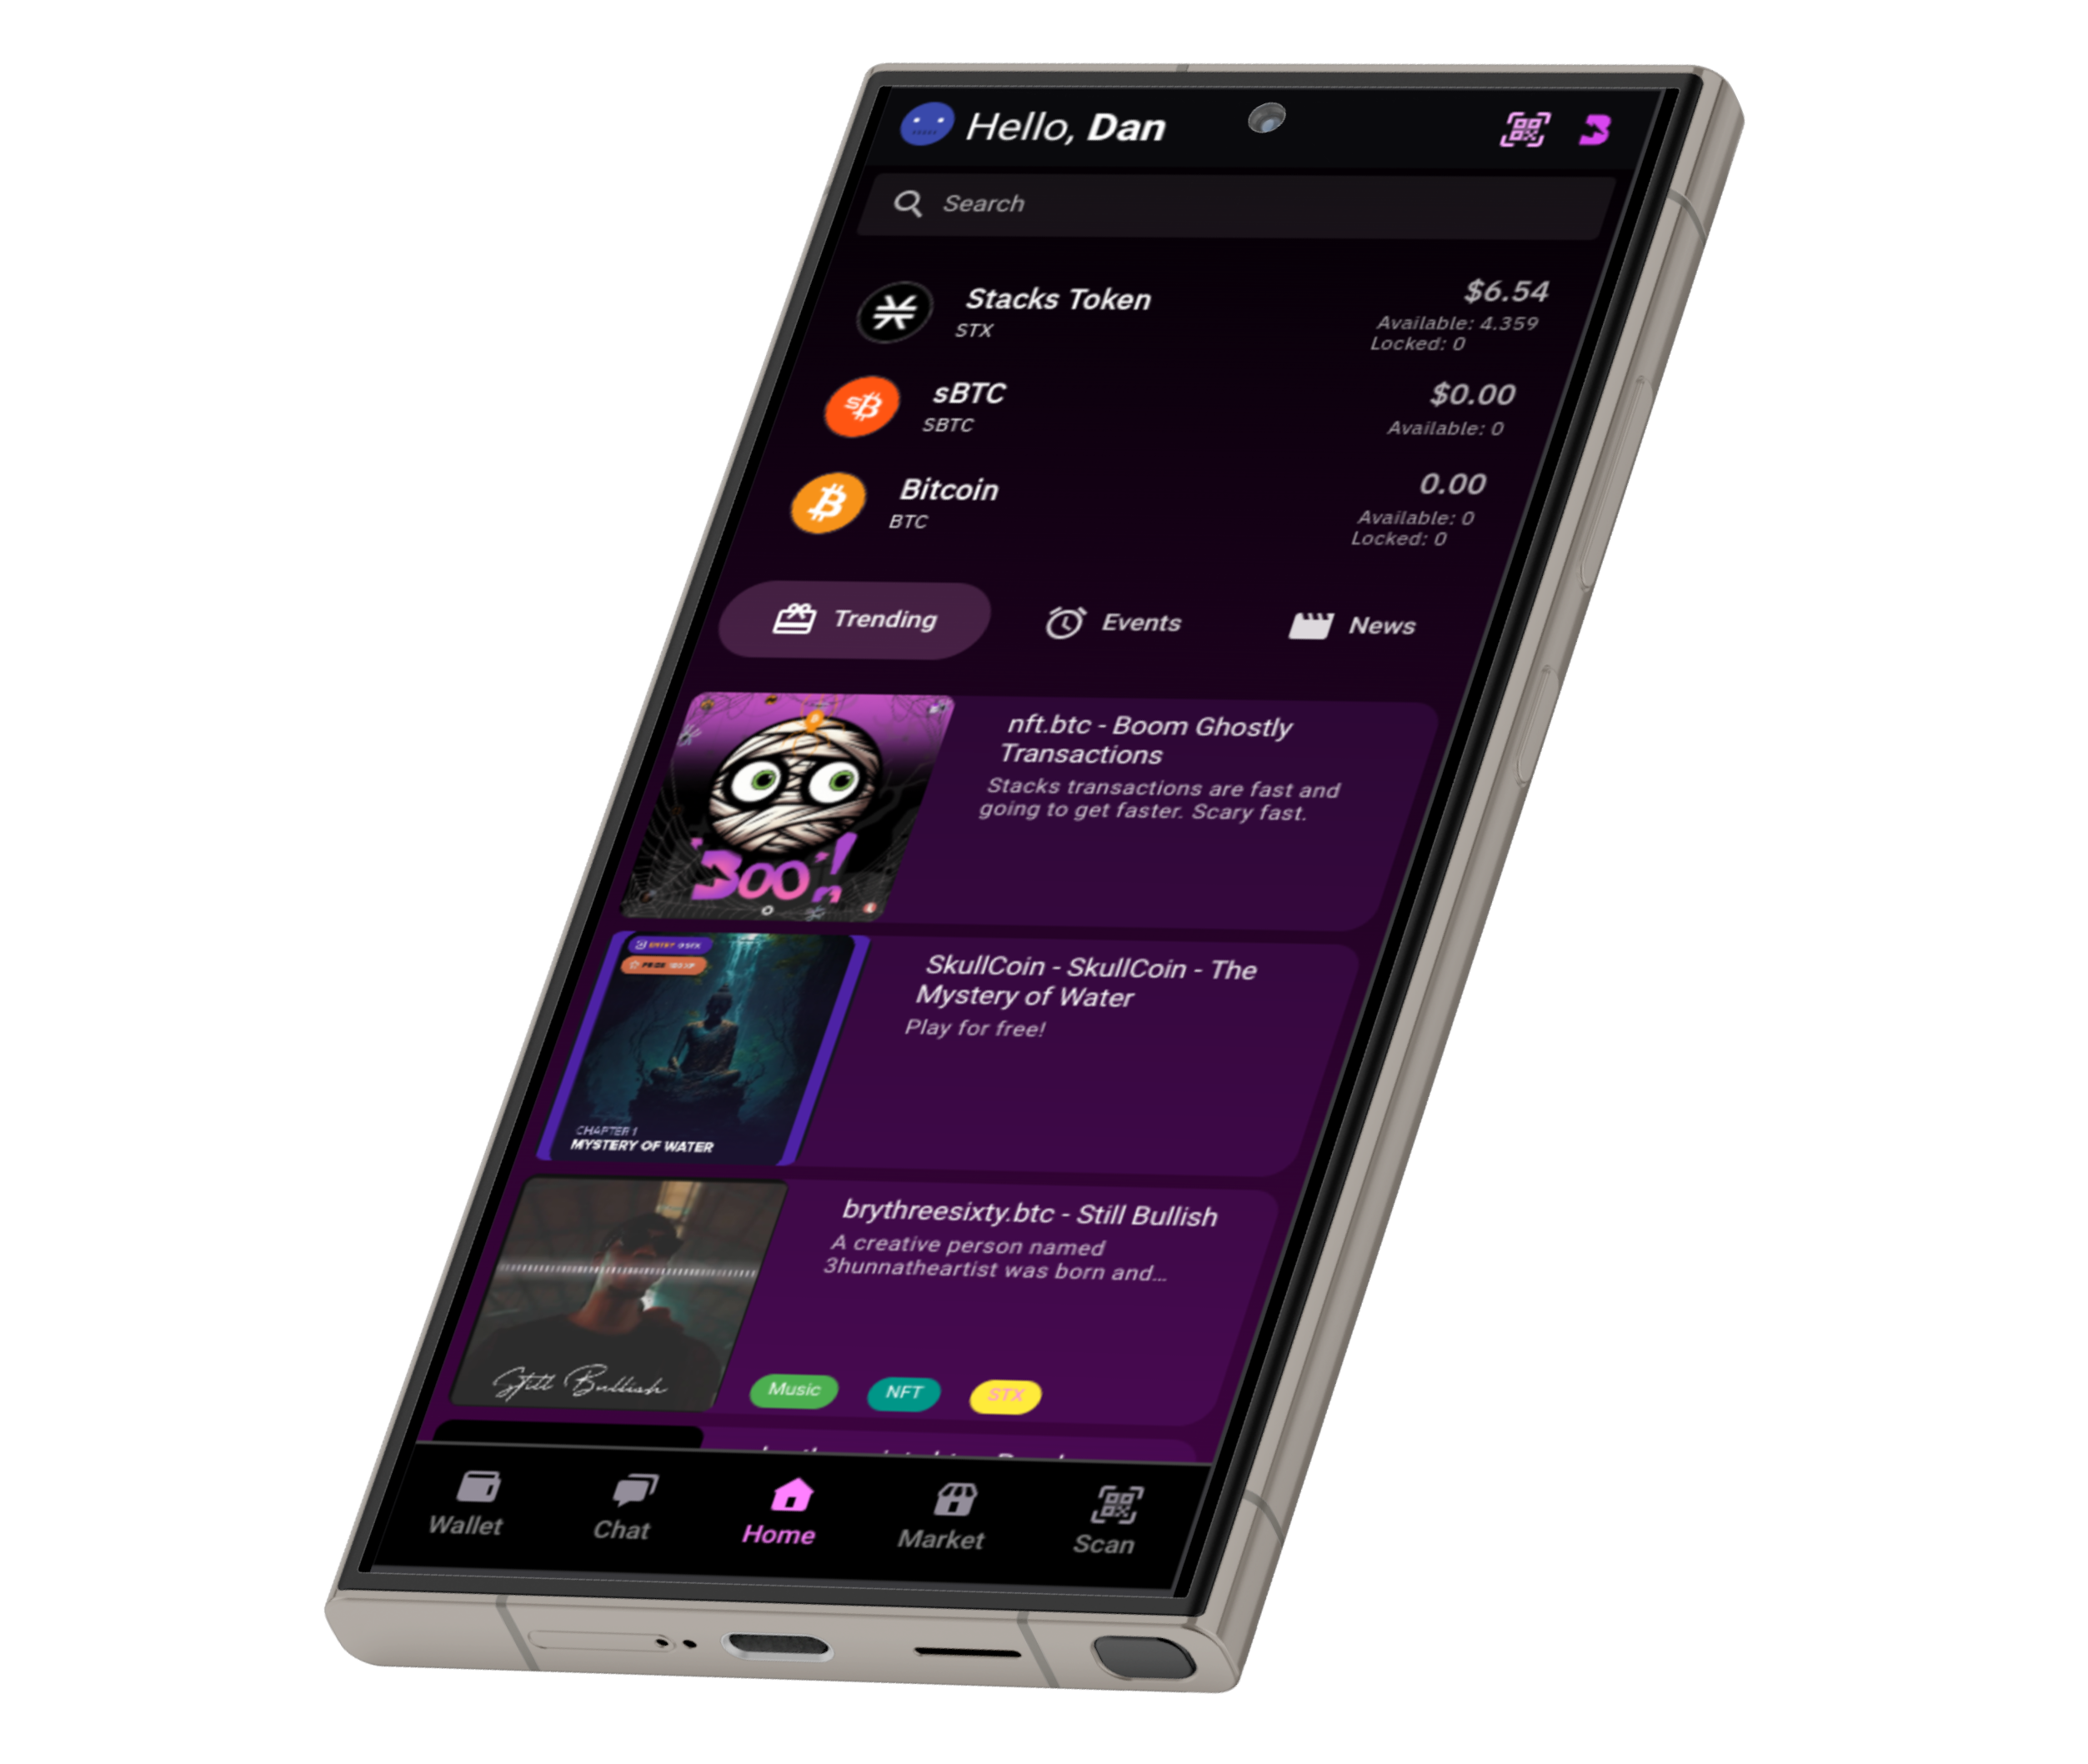 Hello, Dan
Search
Stacks Token
STX
$6.54
Available: 4.359
Locked: 0
sBTC
SBTC
$0.00
Available: 0
Bitcoin
BTC
0.00
Available: 0
Locked: 0
Trending
Events
News
nft.btc - Boom Ghostly
Transactions
Stacks transactions are fast and
going to get faster. Scary fast.
SkullCoin - SkullCoin - The
Mystery of Water
Play for free!
CHAPTER 1
MYSTERY OF WATER
brythreesixty.btc - Still Bullish
A creative person named
3hunnatheartist was born and...
Still Bullish
Music
NFT
STX
Wallet
Chat
Home
Market
Scan